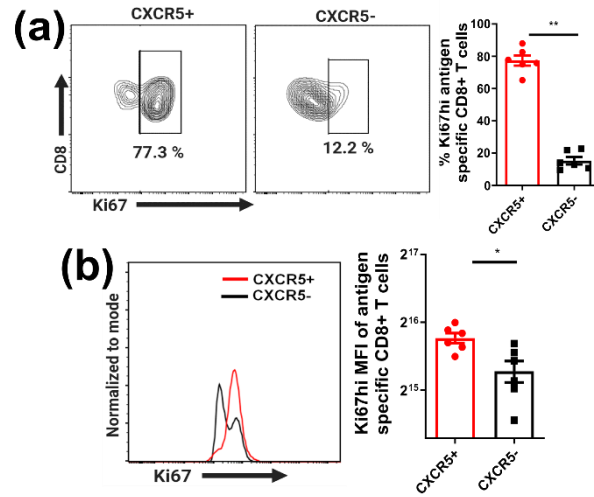 (a)
CXCR5+
CXCR5-
CD8
77.3 %
12.2 %
Ki67
% Ki67hi antigen
specific CD8+ T cells
100
80
60
40
20
0
**
CXCR5+
CXCR5-
(b)
Normalized to mode
CXCR5+
CXCR5-
Ki67
Ki67hi MFI of antigen
specific CD8+ T cells
2¹⁷
2¹⁶
2¹⁵
*
CXCR5+
CXCR5-